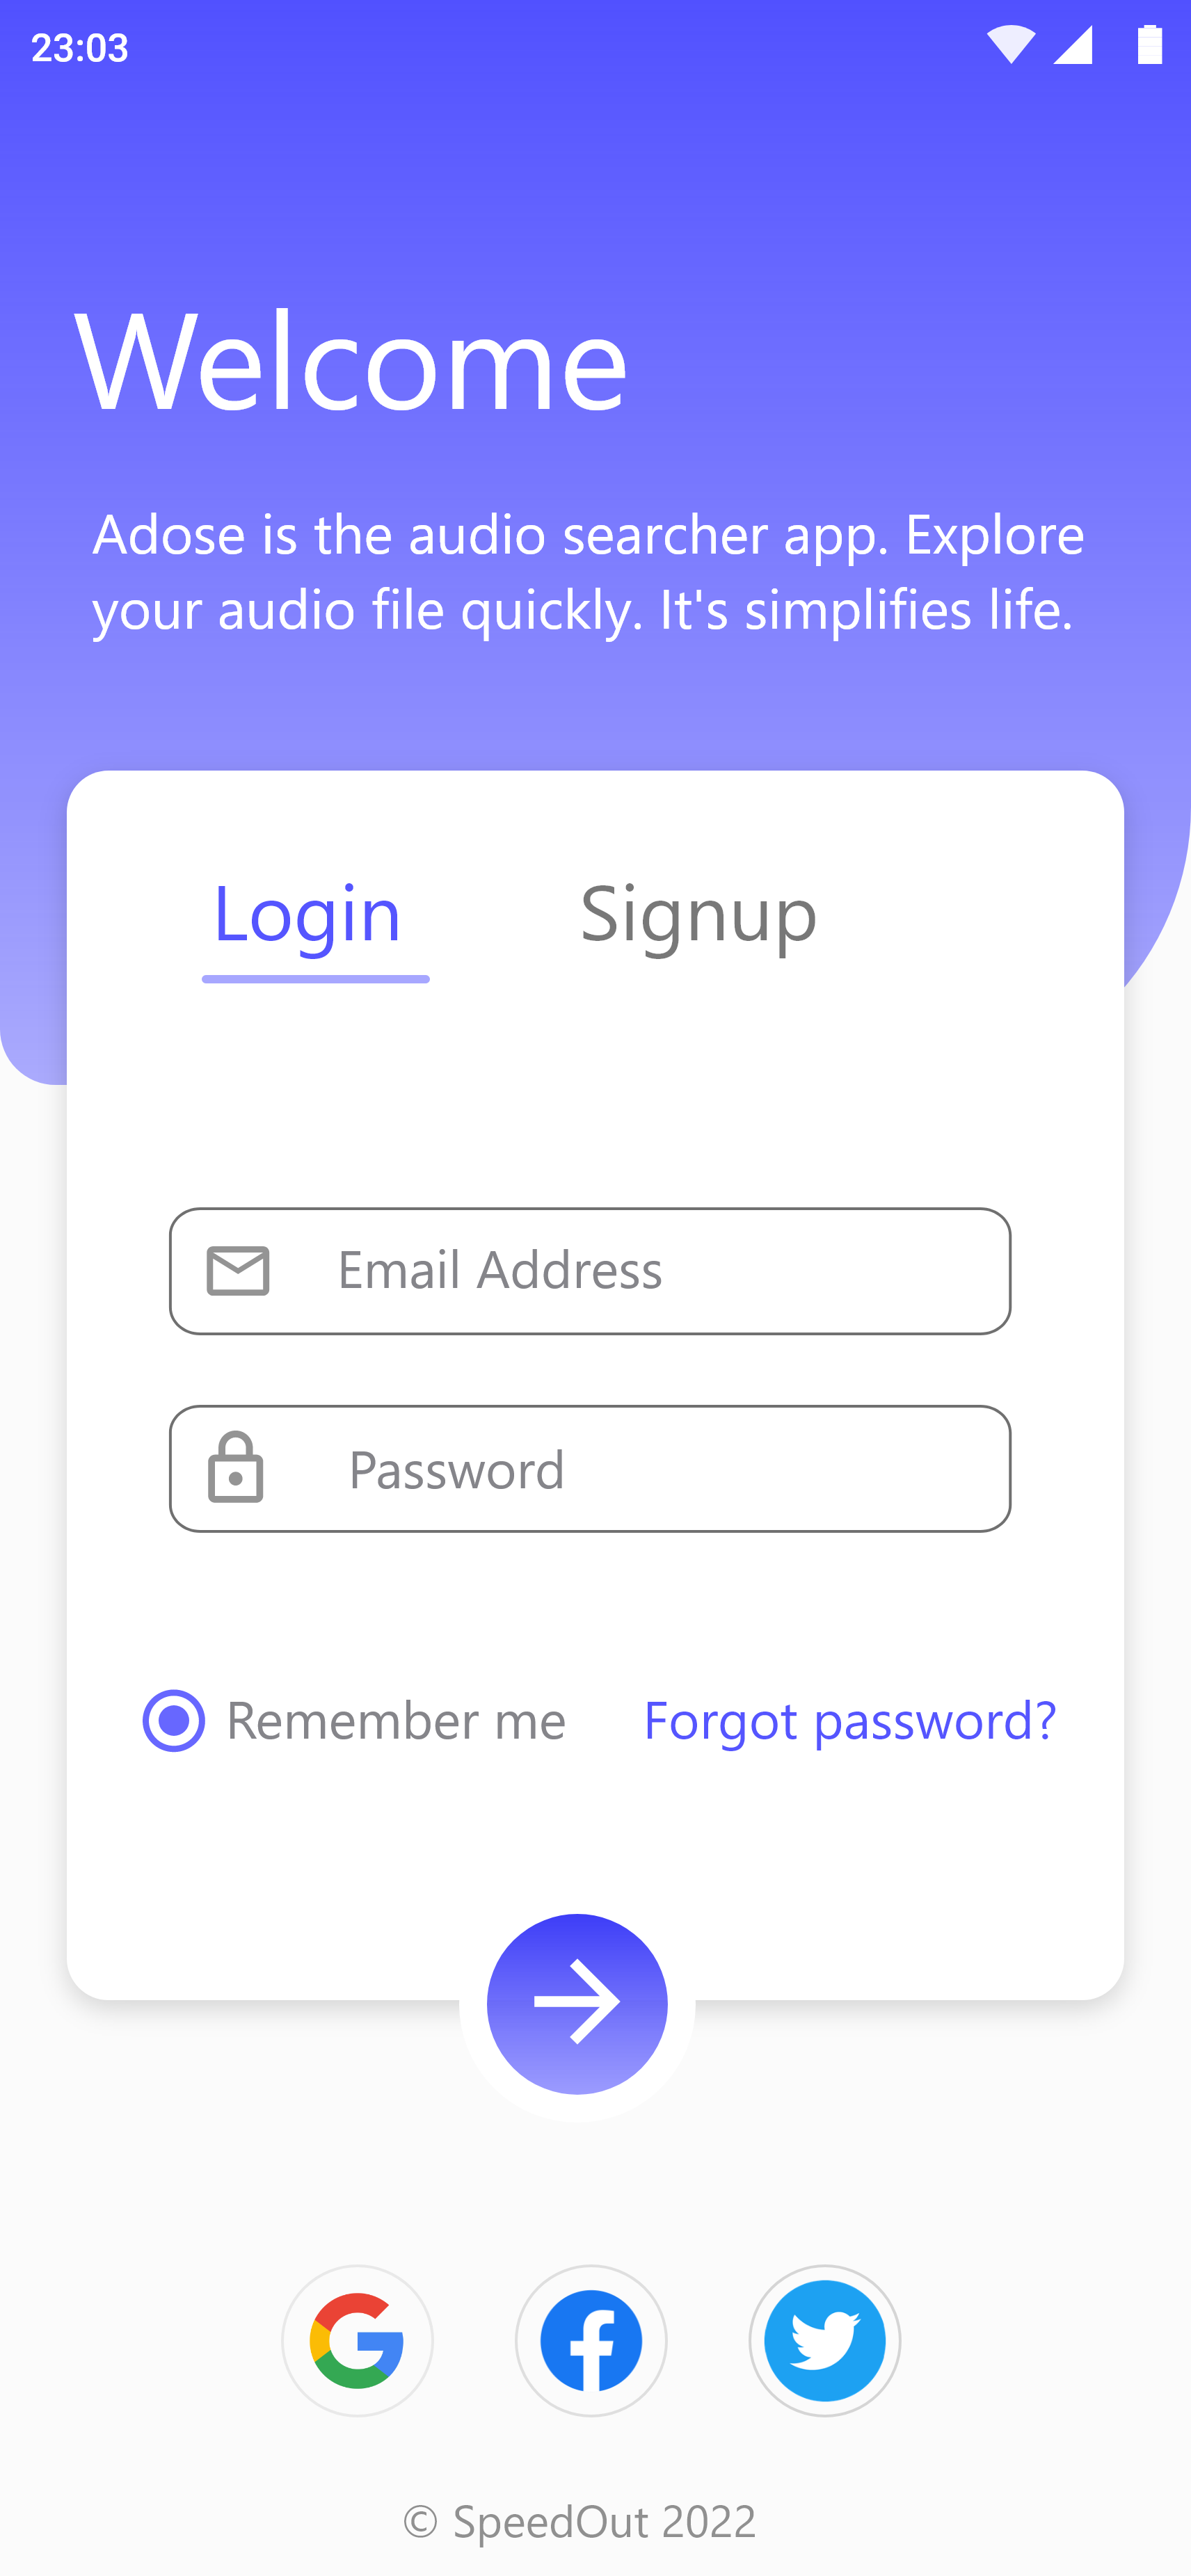 23:03
Welcome
Adose is the audio searcher app. Explore
your audio file quickly. It's simplifies life.
Login Signup
Email Address
Password
Remember me Forgot password?
© SpeedOut 2022